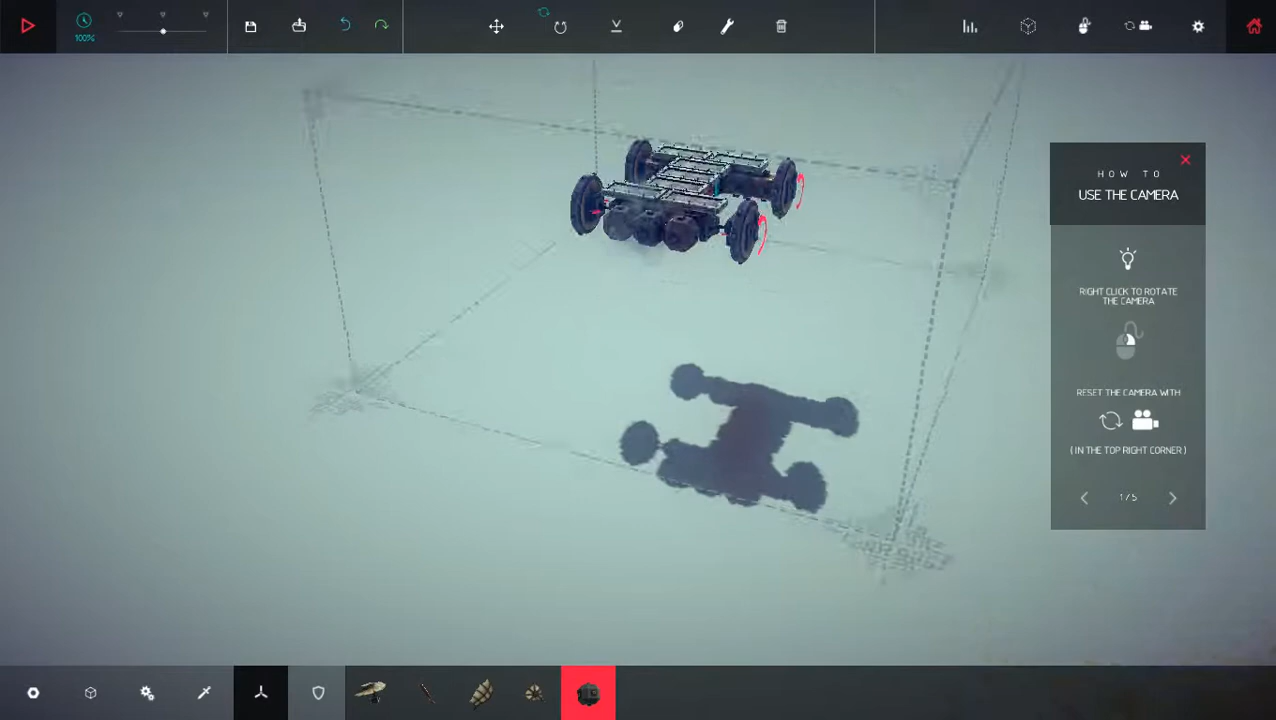 100%
HOW TO
USE THE CAMERA
RIGHT CLICK TO ROTATE
THE CAMERA
RESET THE CAMERA WITH
( IN THE TOP RIGHT CORNER )
1/5